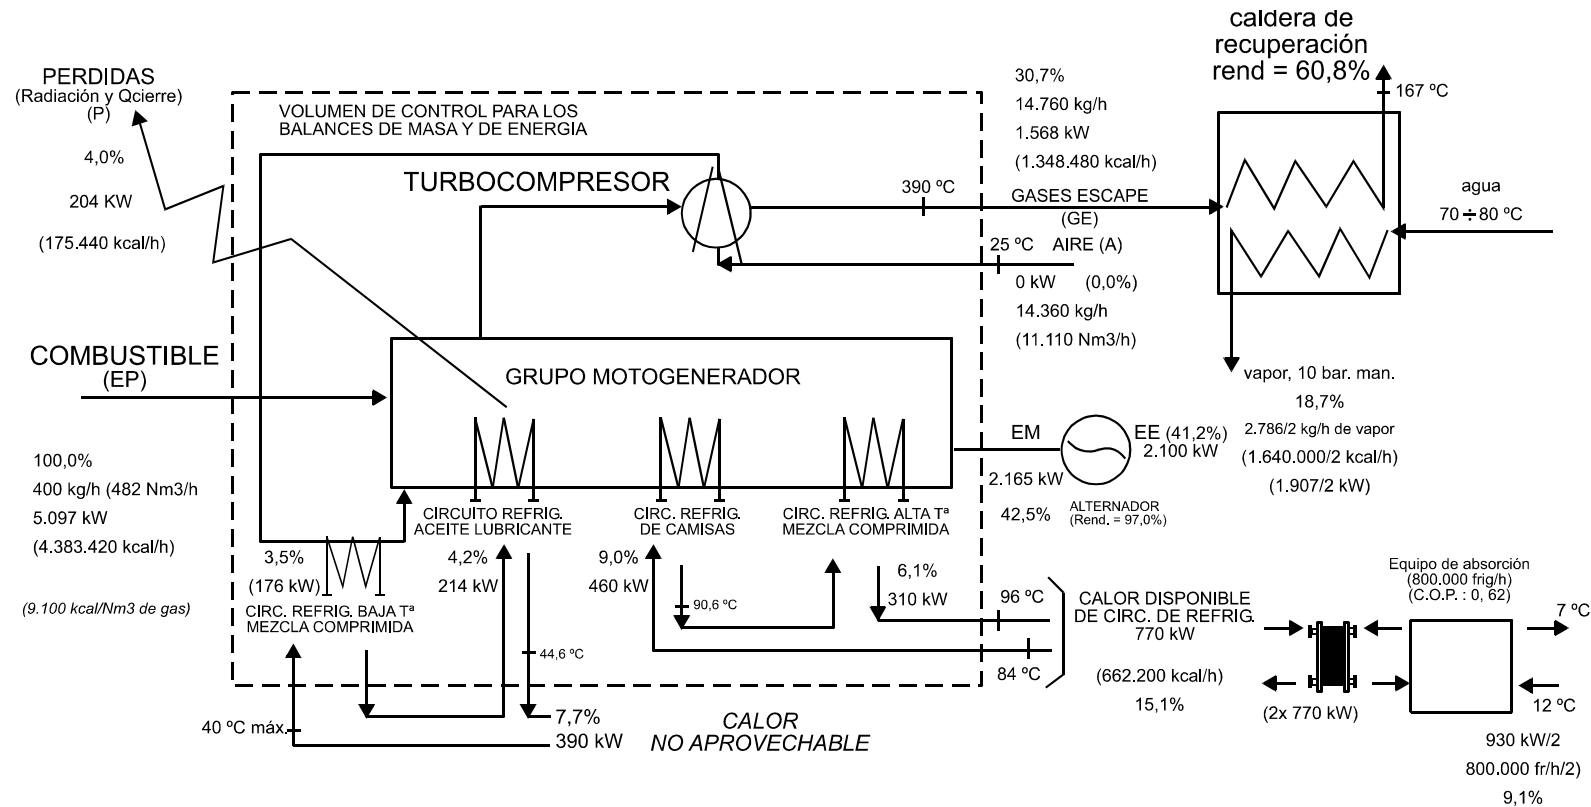 caldera de
recuperación
rend = 60,8%
167 ºC
agua
70 ÷ 80 ºC
PERDIDAS
(Radiación y Qcierre)
(P)
4,0%
204 KW
(175.440 kcal/h)
VOLUMEN DE CONTROL PARA LOS
BALANCES DE MASA Y DE ENERGIA
TURBOCOMPRESOR
30,7%
14.760 kg/h
1.568 kW
(1.348.480 kcal/h)
390 ºC
GASES ESCAPE
(GE)
25 ºC
AIRE (A)
0 kW (0,0%)
14.360 kg/h
(11.110 Nm3/h)
COMBUSTIBLE
(EP)
100,0%
400 kg/h (482 Nm3/h
5.097 kW
(4.383.420 kcal/h)
(9.100 kcal/Nm3 de gas)
GRUPO MOTOGENERADOR
EM
2.165 kW
42,5%
EE (41,2%)
2.100 kW
ALTERNADOR
(Rend. = 97,0%)
vapor, 10 bar. man.
18,7%
2.786/2 kg/h de vapor
(1.640.000/2 kcal/h)
(1.907/2 kW)
CIRCUÍTO REFRIG.
ACEITE LUBRICANTE
4,2%
214 kW
CIRC. REFRIG.
DE CAMISAS
9,0%
460 kW
CIRC. REFRIG. ALTA Tª
MEZCLA COMPRIMIDA
6,1%
310 kW
3,5%
(176 kW)
CIRC. REFRIG. BAJA Tª
MEZCLA COMPRIMIDA
90,6 ºC
44,6 ºC
96 ºC
84 ºC
CALOR DISPONIBLE
DE CIRC. DE REFRIG.
770 kW
(662.200 kcal/h)
15,1%
(2x 770 kW)
Equipo de absorción
(800.000 frig/h)
(C.O.P. : 0, 62)
7 ºC
12 ºC
930 kW/2
800.000 fr/h/2)
9,1%
40 ºC máx.
7,7%
390 kW
CALOR
NO APROVECHABLE